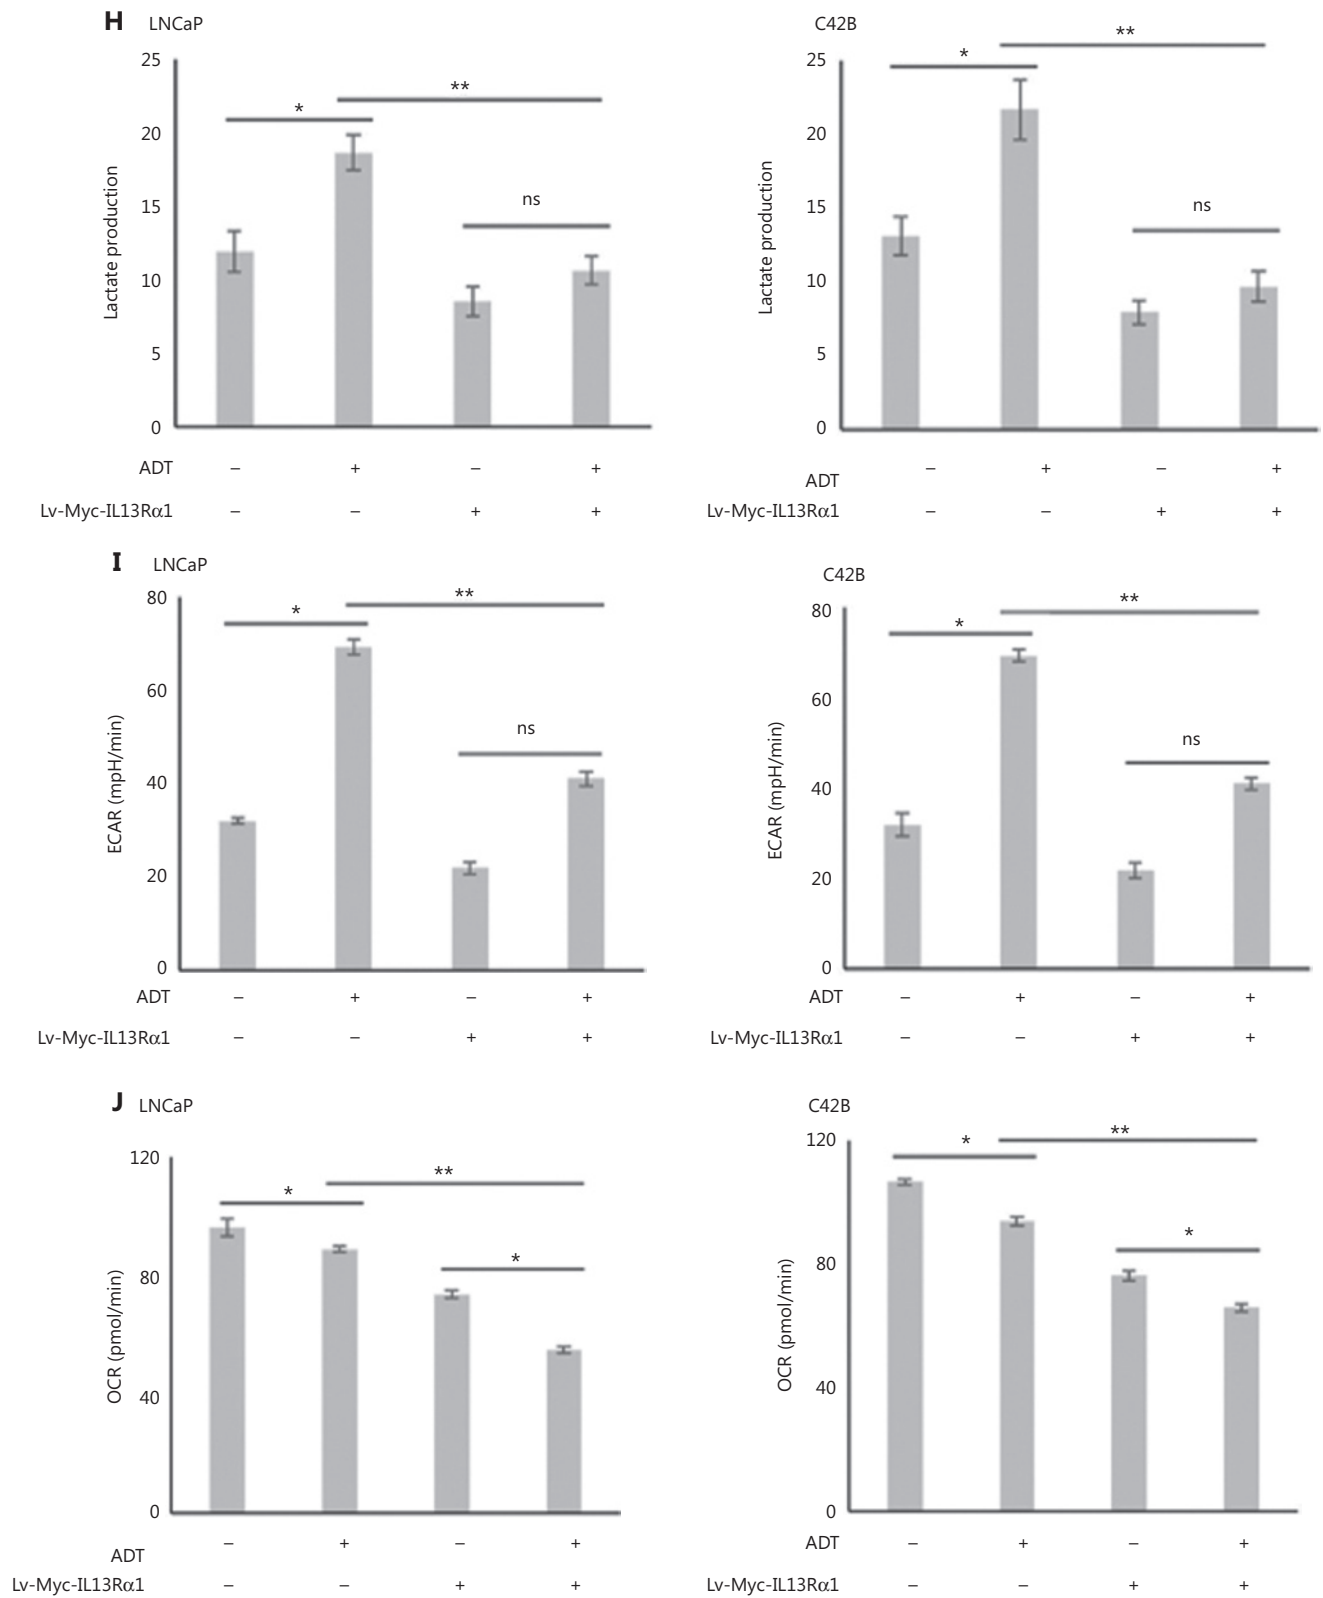 H LNCaP
25
20
15
10
5
0
Lactate production
*
**
ns
ADT – + – +
Lv-Myc-IL13Rα1 – – + +
C42B
25
20
15
10
5
0
Lactate production
*
**
ns
ADT – + – +
Lv-Myc-IL13Rα1 – – + +
I LNCaP
80
60
40
20
0
ECAR (mpH/min)
*
**
ns
ADT – + – +
Lv-Myc-IL13Rα1 – – + +
C42B
80
60
40
20
0
ECAR (mpH/min)
*
**
ns
ADT – + – +
Lv-Myc-IL13Rα1 – – + +
J LNCaP
120
80
40
0
OCR (pmol/min)
*
**
*
ADT – + – +
Lv-Myc-IL13Rα1 – – + +
C42B
120
80
40
0
OCR (pmol/min)
*
**
*
ADT – + – +
Lv-Myc-IL13Rα1 – – + +